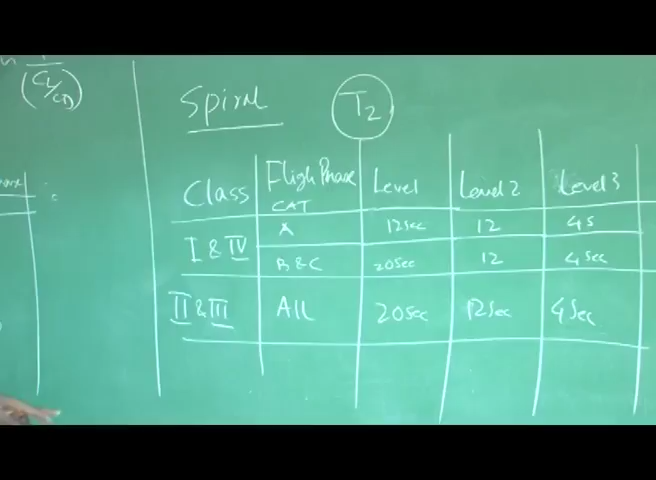 (CL/CD)
Spiral T2
Class Fligh Phase CAT Level Level 2 Level 3
I & IV A 12sec 12 4s
B & C 20sec 12 4sec
II & III All 20sec 12sec 4sec